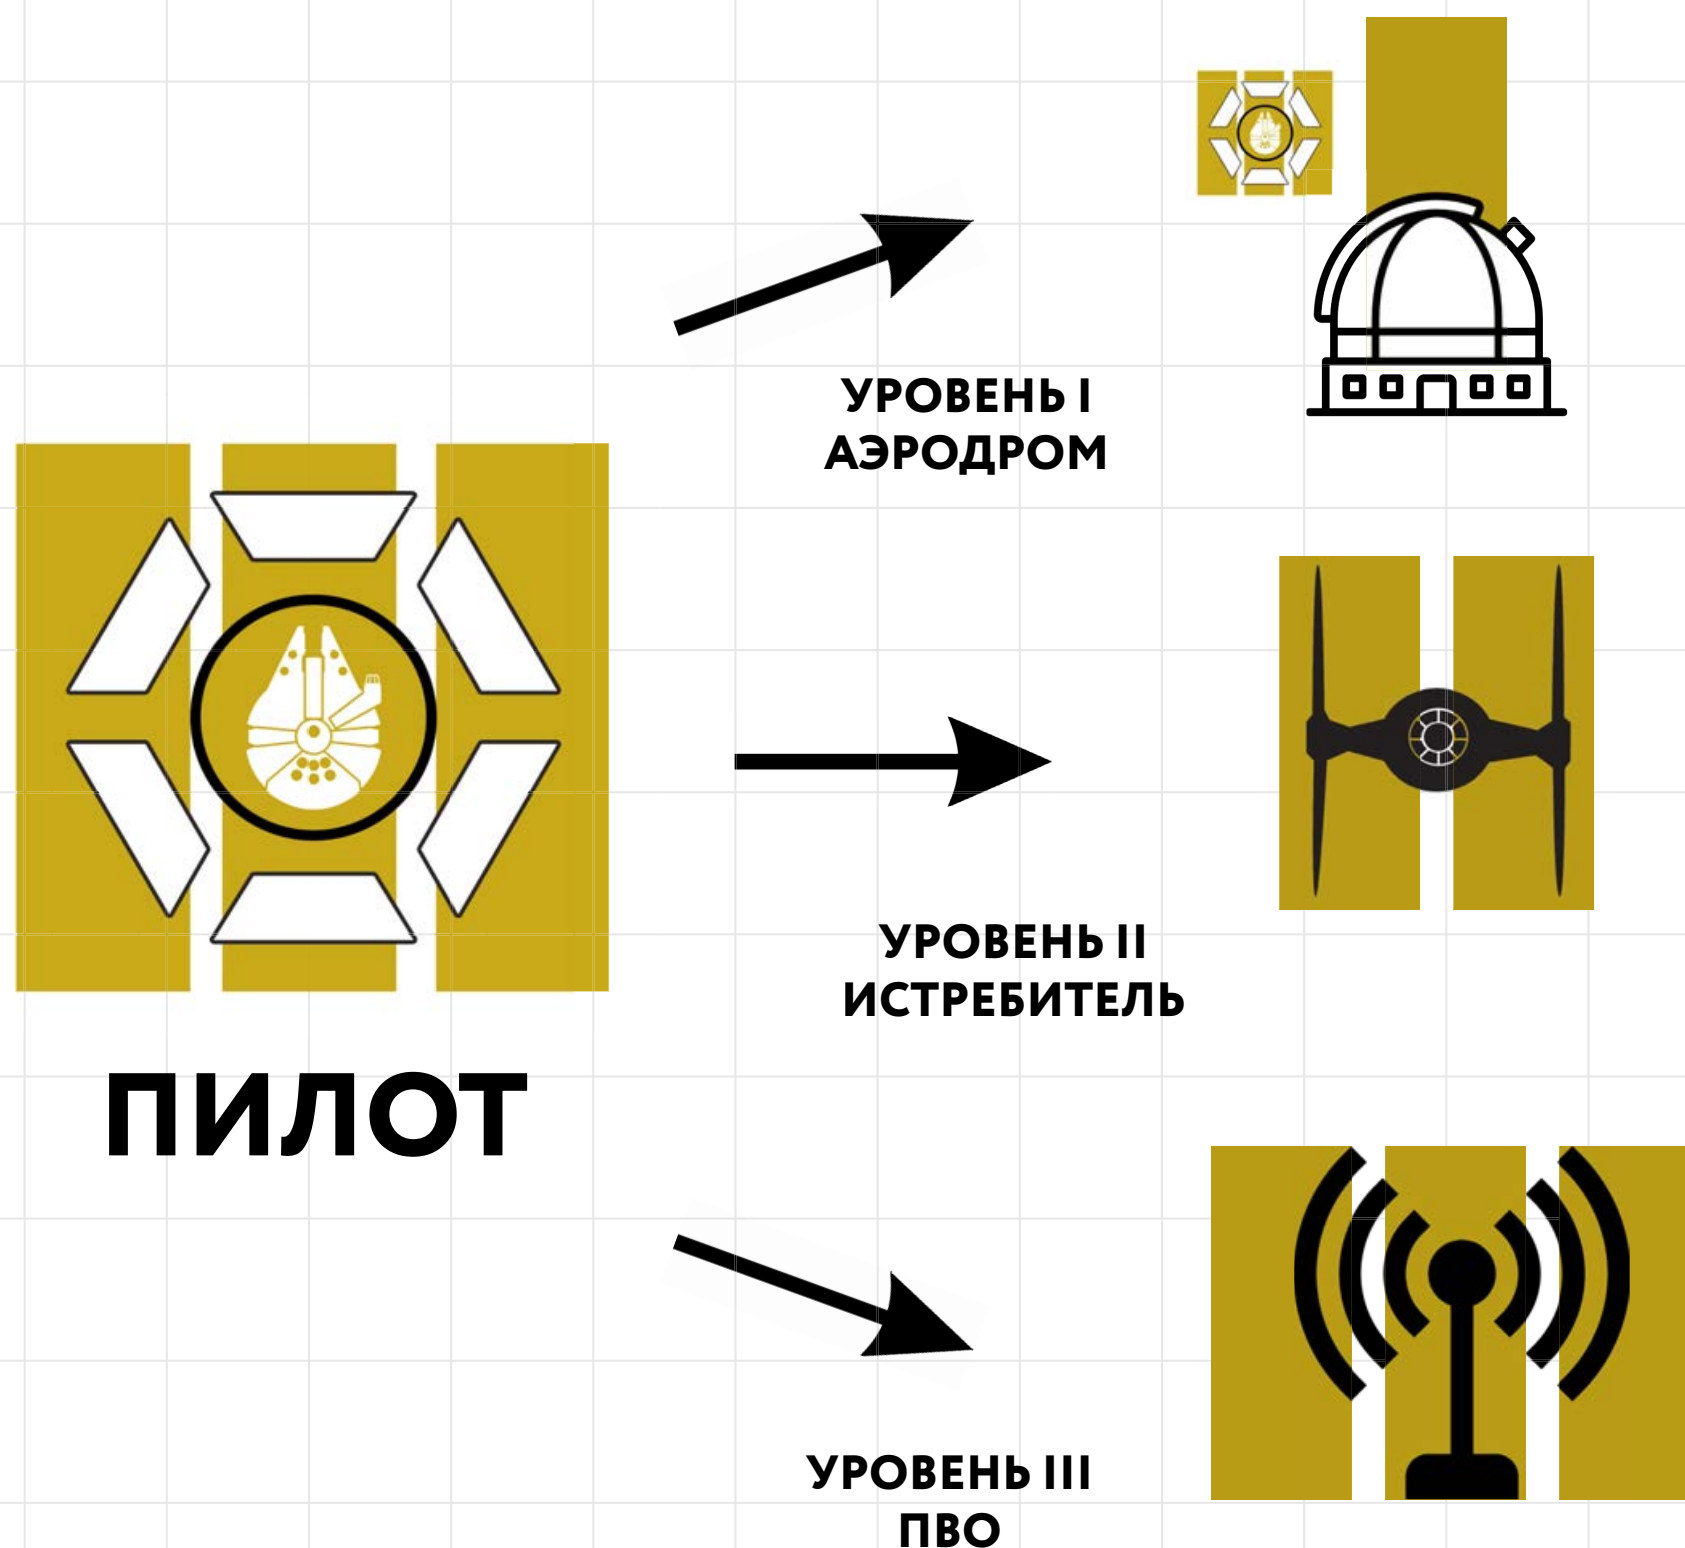 УРОВЕНЬ I
АЭРОДРОМ
УРОВЕНЬ II
ИСТРЕБИТЕЛЬ
ПИЛОТ
УРОВЕНЬ III
ПВО